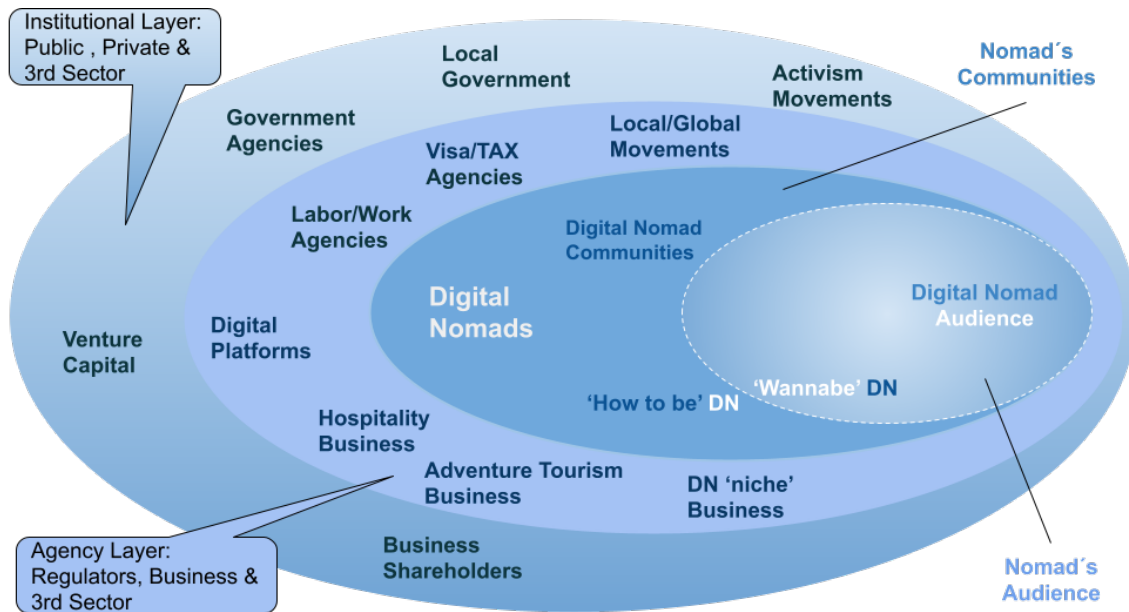 Institutional Layer:
Public , Private &
3rd Sector
Local
Government
Nomad´s
Communities
Activism
Movements
Government
Agencies
Local/Global
Movements
Visa/TAX
Agencies
Labor/Work
Agencies
Digital Nomad
Communities
Digital
Nomads
Digital Nomad
Audience
Venture
Capital
Digital
Platforms
‘Wannabe’ DN
‘How to be’ DN
Hospitality
Business
Adventure Tourism
Business
DN ‘niche’
Business
Agency Layer:
Regulators, Business &
3rd Sector
Business
Shareholders
Nomad´s
Audience